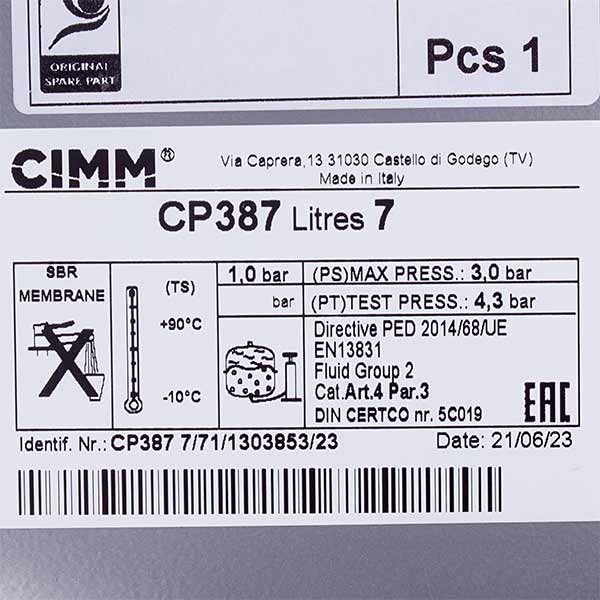 ORIGINAL
SPARE PART
Pcs 1
CIMM®
Via Caprera,13 31030 Castello di Godego (TV)
Made in Italy
CP387 Litres 7
SBR
MEMBRANE
(TS)
+90°C
-10°C
1,0 bar
bar
(PS)MAX PRESS.: 3,0 bar
(PT)TEST PRESS.: 4,3 bar
Directive PED 2014/68/UE
EN13831
Fluid Group 2
Cat.Art.4 Par.3
DIN CERTCO nr. 5C019
EAC
Identif. Nr.: CP387 7/71/1303853/23
Date: 21/06/23